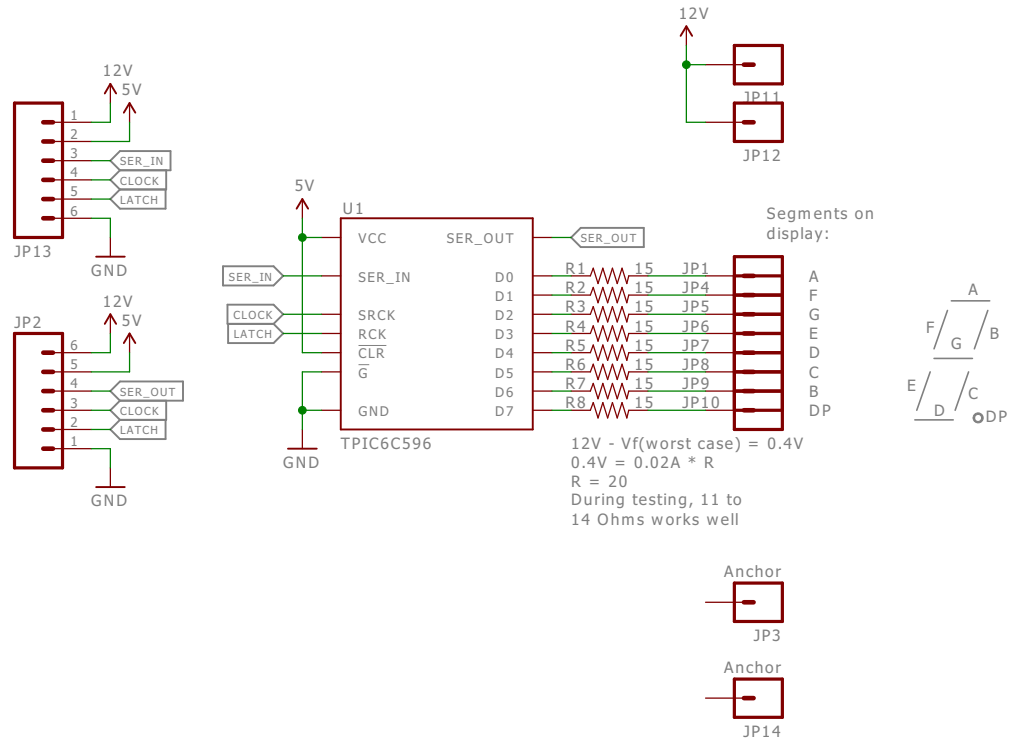 12V
JP11
JP12
12V
5V
1
2
3
4
5
6
SER_IN
CLOCK
LATCH
JP13
GND
JP2
12V
5V
6
5
4
3
2
1
SER_OUT
CLOCK
LATCH
GND
5V
U1
VCC
SER_IN
SRCK
RCK
CLR
G
GND
SER_OUT
D0
D1
D2
D3
D4
D5
D6
D7
TPIC6C596
SER_IN
CLOCK
LATCH
GND
SER_OUT
Segments on
display:
R1 15 JP1 A
R2 15 JP4 F
R3 15 JP5 G
R4 15 JP6 E
R5 15 JP7 D
R6 15 JP8 C
R7 15 JP9 B
R8 15 JP10 DP
A
F
G
B
E
D
C
DP
12V - Vf(worst case) = 0.4V
0.4V = 0.02A * R
R = 20
During testing, 11 to
14 Ohms works well
Anchor
JP3
Anchor
JP14